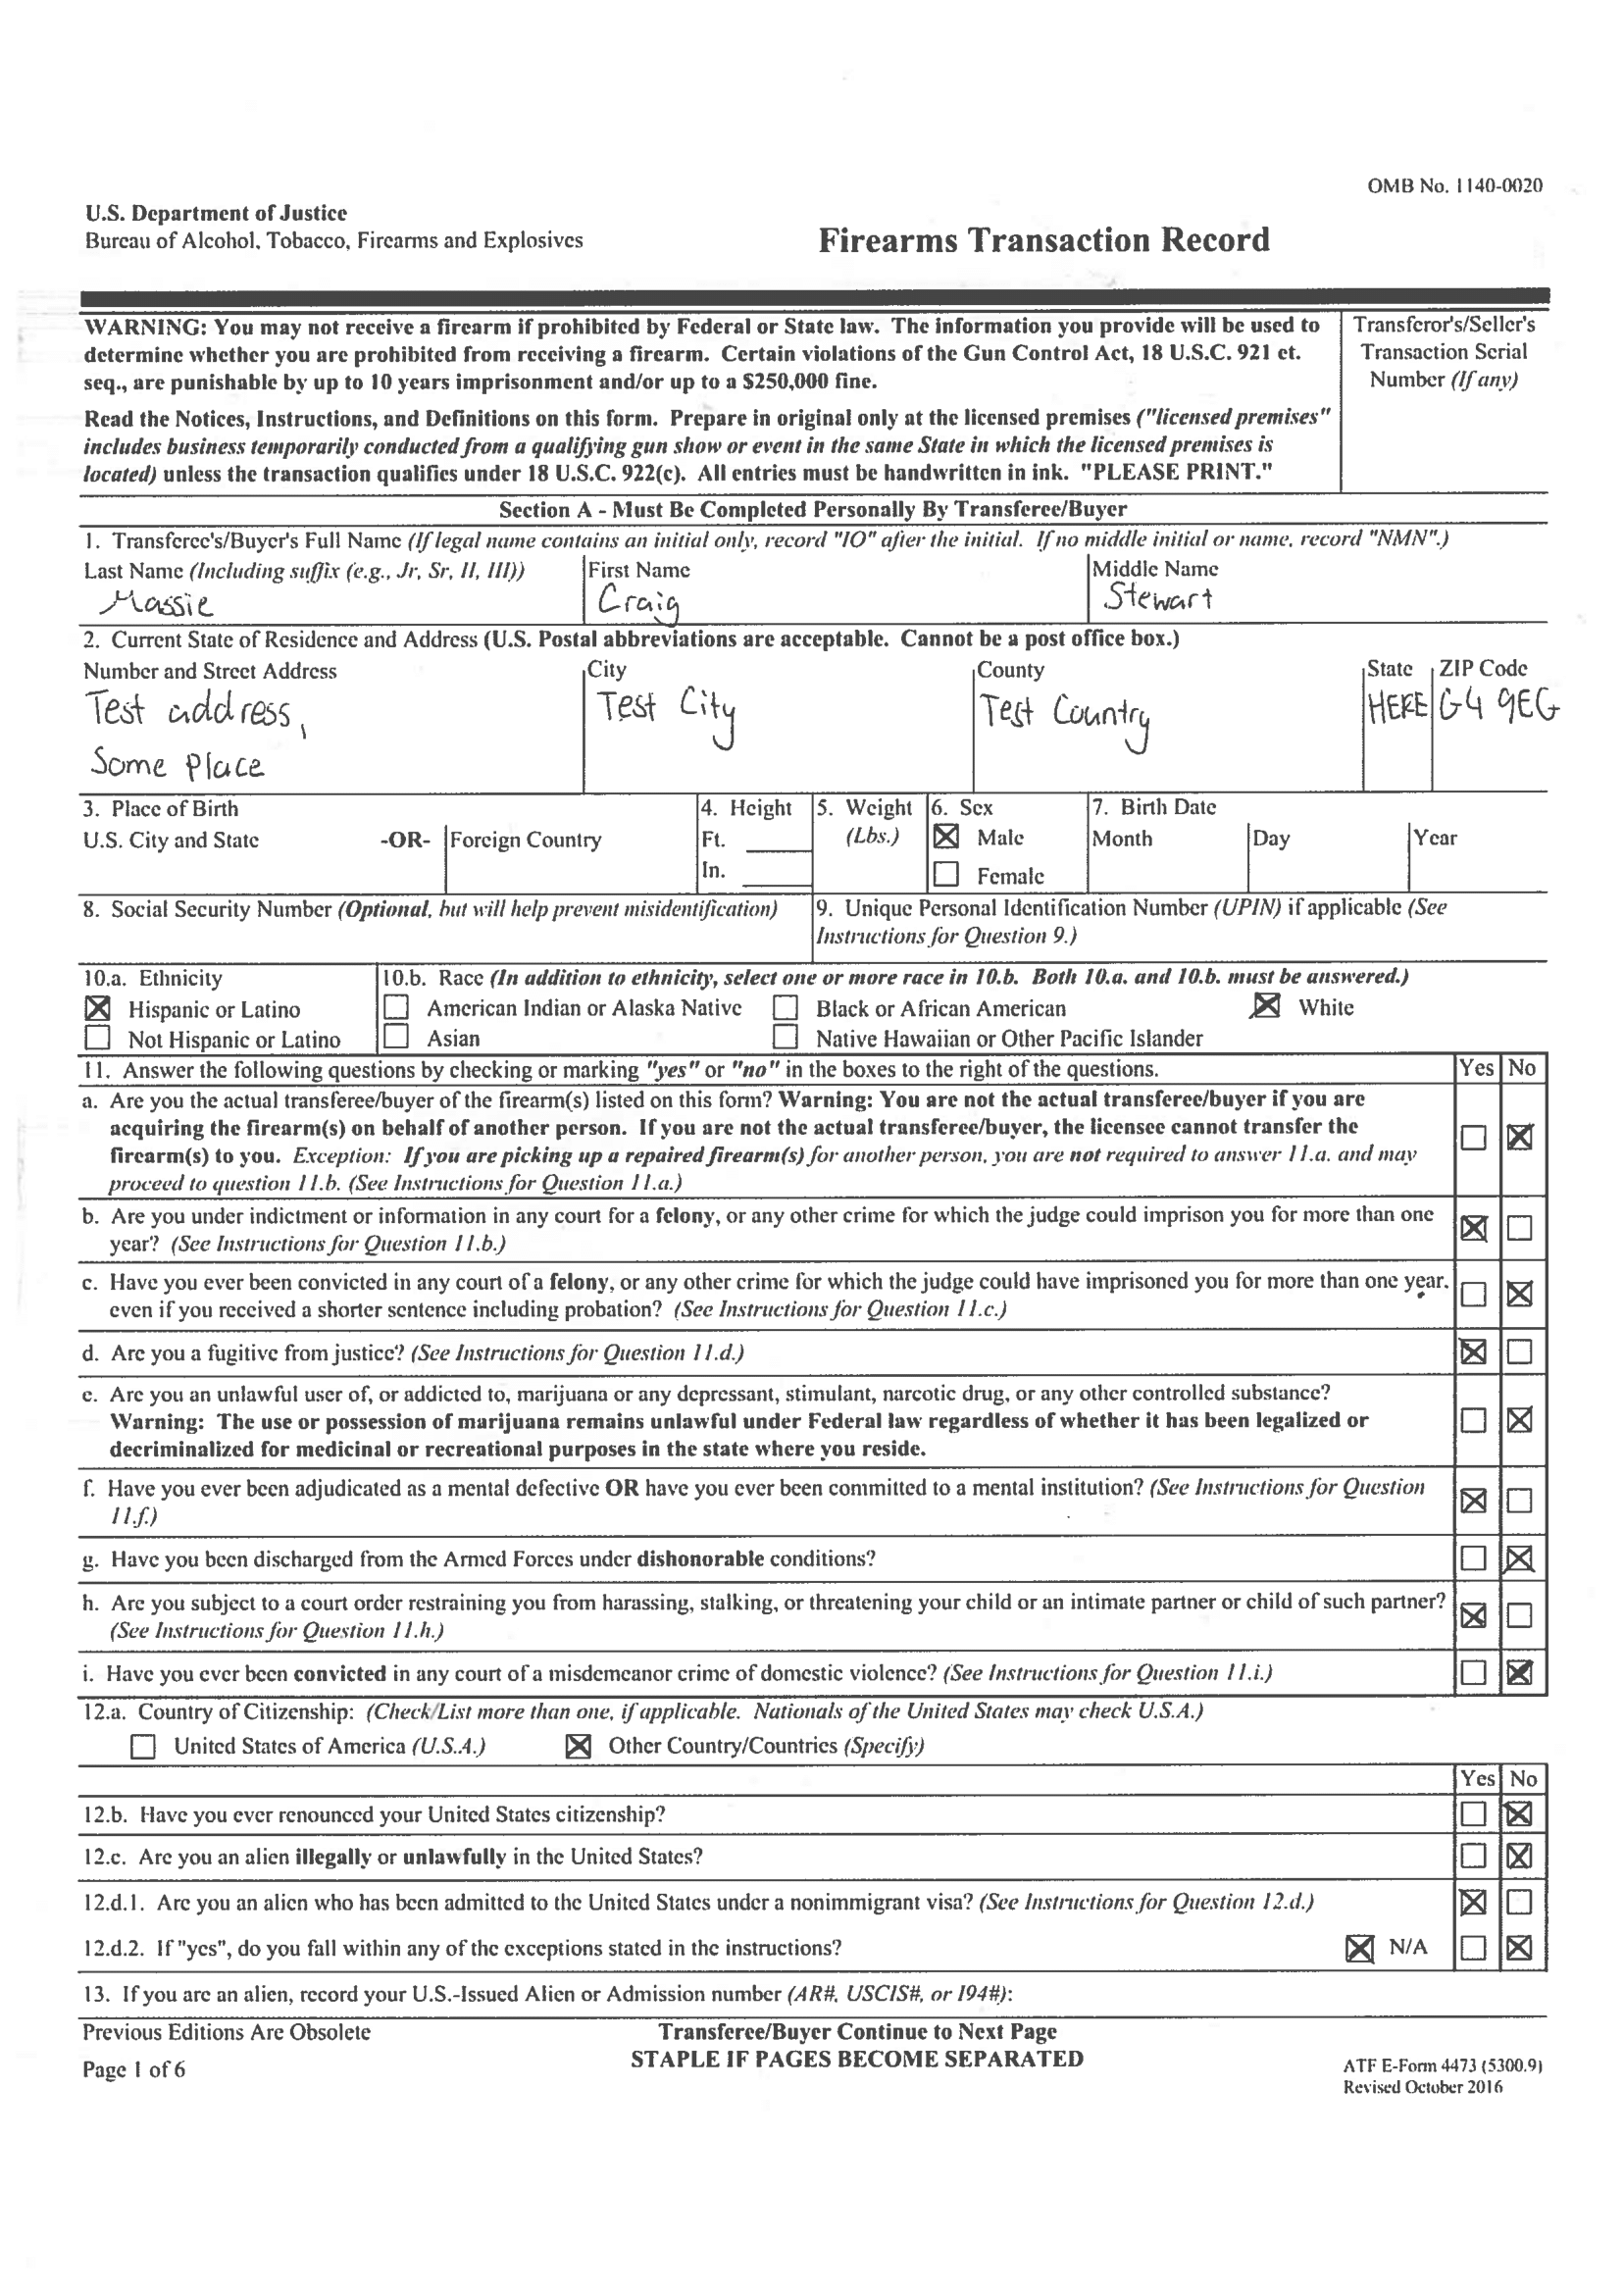 OMB No. 1140-0020
U.S. Department of Justice
Bureau of Alcohol, Tobacco, Firearms and Explosives
Firearms Transaction Record
WARNING: You may not receive a firearm if prohibited by Federal or State law. The information you provide will be used to
determine whether you are prohibited from receiving a firearm. Certain violations of the Gun Control Act, 18 U.S.C. 921 et.
seq., are punishable by up to 10 years imprisonment and/or up to a $250,000 fine.
Transferor's/Seller's
Transaction Serial
Number (If any)
Read the Notices, Instructions, and Definitions on this form. Prepare in original only at the licensed premises ("licensed premises"
includes business temporarily conducted from a qualifying gun show or event in the same State in which the licensed premises is
located) unless the transaction qualifies under 18 U.S.C. 922(c). All entries must be handwritten in ink. "PLEASE PRINT."
Section A - Must Be Completed Personally By Transferee/Buyer
1. Transferee's/Buyer's Full Name (If legal name contains an initial only, record "IO" after the initial. If no middle initial or name, record "NMN".)
Last Name (Including suffix (e.g., Jr, Sr, II, III)) First Name Middle Name
Massie Craig Stewart
2. Current State of Residence and Address (U.S. Postal abbreviations are acceptable. Cannot be a post office box.)
Number and Street Address City County State ZIP Code
Test address, Test City Test Country HERE G4 9EG
Some Place
3. Place of Birth 4. Height 5. Weight 6. Sex 7. Birth Date
U.S. City and State -OR- Foreign Country Ft. (Lbs.) Male Month Day Year
In. Female
8. Social Security Number (Optional, but will help prevent misidentification) 9. Unique Personal Identification Number (UPIN) if applicable (See
Instructions for Question 9.)
10.a. Ethnicity 10.b. Race (In addition to ethnicity, select one or more race in 10.b. Both 10.a. and 10.b. must be answered.)
Hispanic or Latino American Indian or Alaska Native Black or African American White
Not Hispanic or Latino Asian Native Hawaiian or Other Pacific Islander
11. Answer the following questions by checking or marking "yes" or "no" in the boxes to the right of the questions. Yes No
a. Are you the actual transferee/buyer of the firearm(s) listed on this form? Warning: You are not the actual transferee/buyer if you are
acquiring the firearm(s) on behalf of another person. If you are not the actual transferee/buyer, the licensee cannot transfer the
firearm(s) to you. Exception: If you are picking up a repaired firearm(s) for another person, you are not required to answer 11.a. and may
proceed to question 11.b. (See Instructions for Question 11.a.)
b. Are you under indictment or information in any court for a felony, or any other crime for which the judge could imprison you for more than one
year? (See Instructions for Question 11.b.)
c. Have you ever been convicted in any court of a felony, or any other crime for which the judge could have imprisoned you for more than one year,
even if you received a shorter sentence including probation? (See Instructions for Question 11.c.)
d. Are you a fugitive from justice? (See Instructions for Question 11.d.)
e. Are you an unlawful user of, or addicted to, marijuana or any depressant, stimulant, narcotic drug, or any other controlled substance?
Warning: The use or possession of marijuana remains unlawful under Federal law regardless of whether it has been legalized or
decriminalized for medicinal or recreational purposes in the state where you reside.
f. Have you ever been adjudicated as a mental defective OR have you ever been committed to a mental institution? (See Instructions for Question
11.f.)
g. Have you been discharged from the Armed Forces under dishonorable conditions?
h. Are you subject to a court order restraining you from harassing, stalking, or threatening your child or an intimate partner or child of such partner?
(See Instructions for Question 11.h.)
i. Have you ever been convicted in any court of a misdemeanor crime of domestic violence? (See Instructions for Question 11.i.)
12.a. Country of Citizenship: (Check/List more than one, if applicable. Nationals of the United States may check U.S.A.)
United States of America (U.S.A.) Other Country/Countries (Specify)
Yes No
12.b. Have you ever renounced your United States citizenship?
12.c. Are you an alien illegally or unlawfully in the United States?
12.d.1. Are you an alien who has been admitted to the United States under a nonimmigrant visa? (See Instructions for Question 12.d.)
12.d.2. If "yes", do you fall within any of the exceptions stated in the instructions? N/A
13. If you are an alien, record your U.S.-Issued Alien or Admission number (AR#, USCIS#, or I94#):
Previous Editions Are Obsolete Transferee/Buyer Continue to Next Page
Page 1 of 6 STAPLE IF PAGES BECOME SEPARATED
ATF E-Form 4473 (5300.9)
Revised October 2016